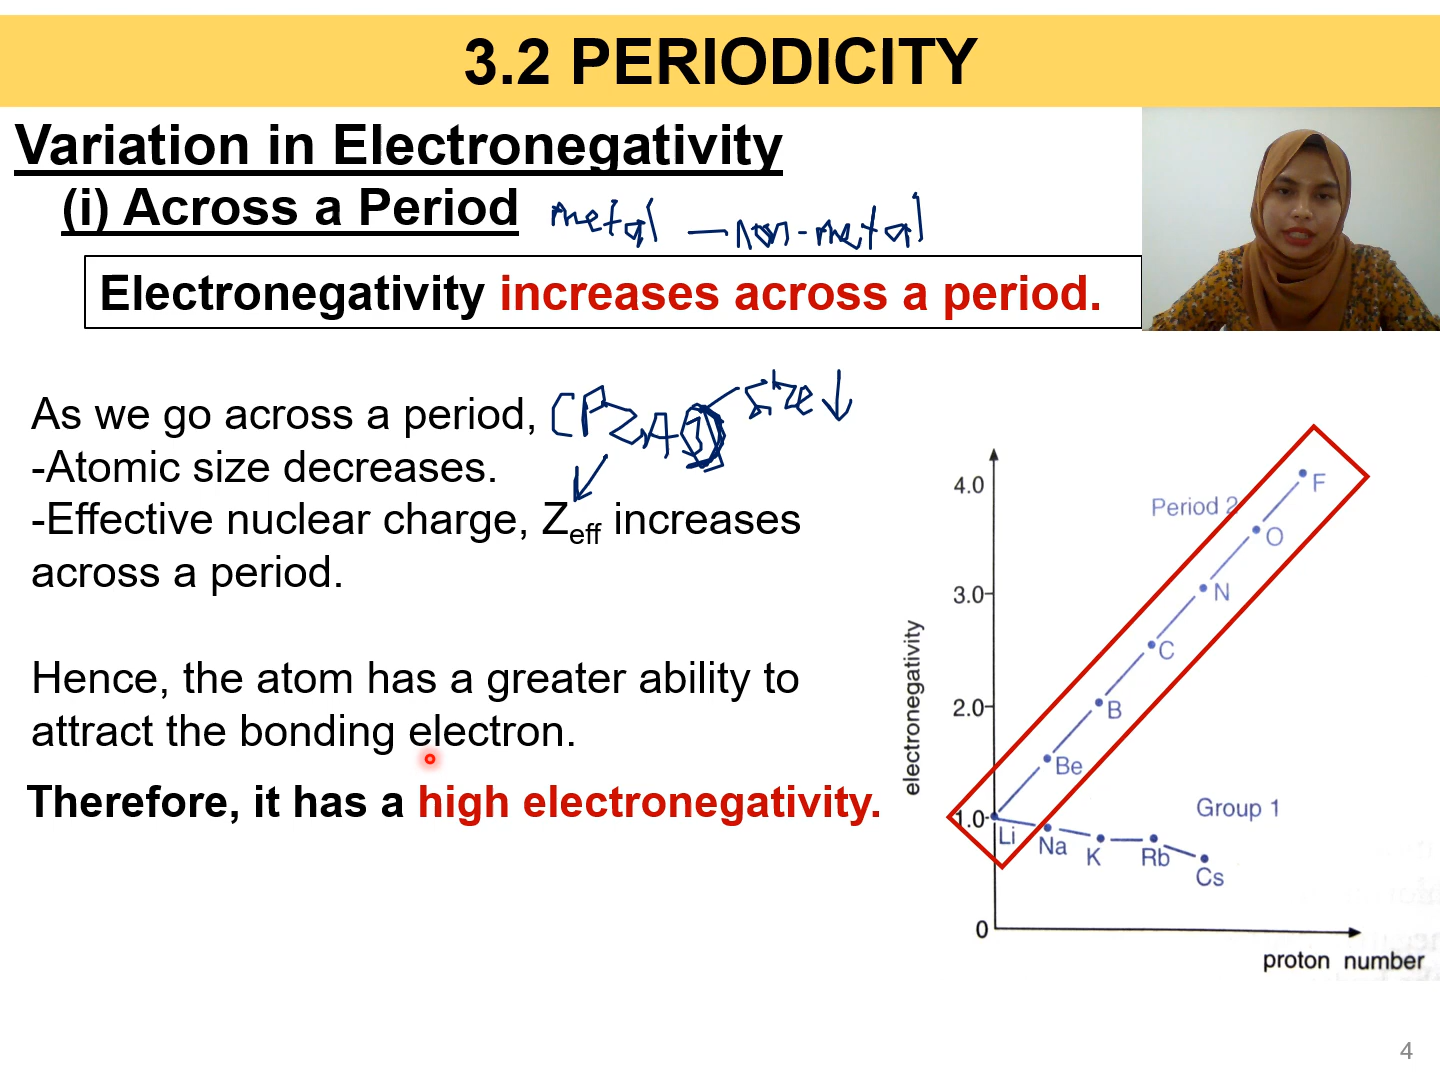 3.2 PERIODICITY
Variation in Electronegativity
(i) Across a Period
metal – non-metal
Electronegativity increases across a period.
As we go across a period,
size ↓
-Atomic size decreases.
-Effective nuclear charge, Zeff increases
across a period.
Hence, the atom has a greater ability to
attract the bonding electron.
Therefore, it has a high electronegativity.
electronegativity
4.0
3.0
2.0
1.0
0
Period 2
F
O
N
C
B
Be
Li
Group 1
Na
K
Rb
Cs
proton number
4